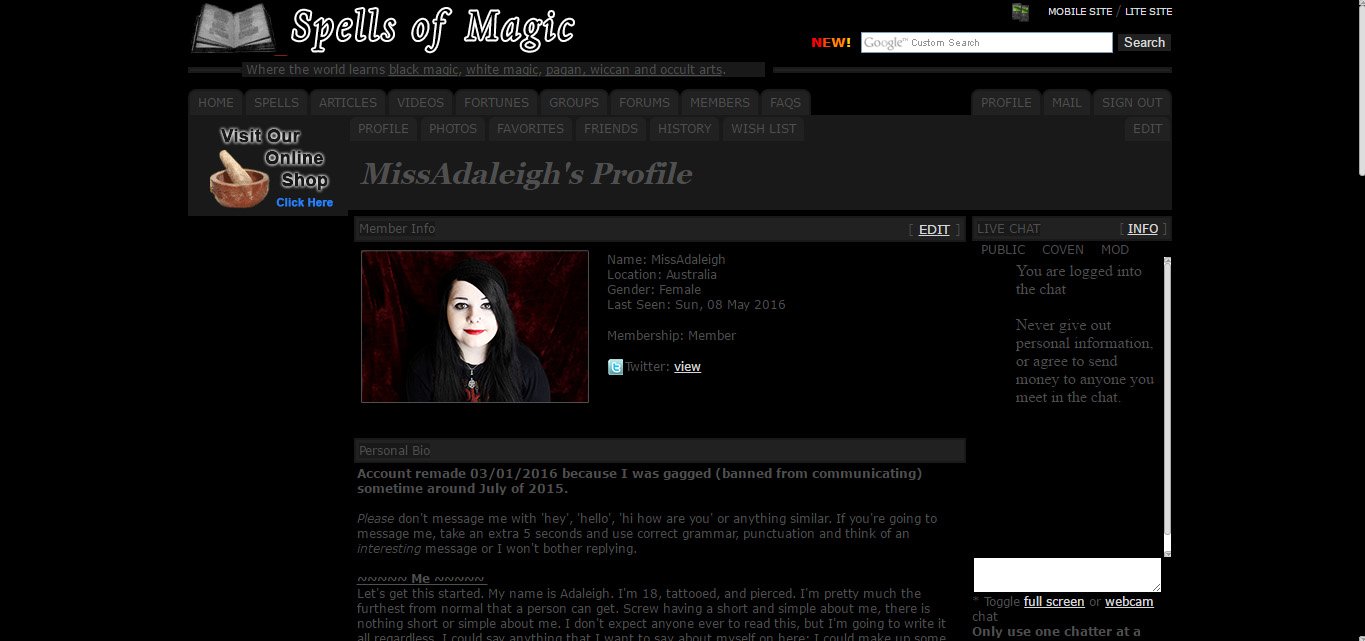 Spells of Magic
MOBILE SITE / LITE SITE
NEW! Google™ Custom Search Search
Where the world learns black magic, white magic, pagan, wiccan and occult arts.
HOME SPELLS ARTICLES VIDEOS FORTUNES GROUPS FORUMS MEMBERS FAQS PROFILE MAIL SIGN OUT
PROFILE PHOTOS FAVORITES FRIENDS HISTORY WISH LIST EDIT
Visit Our
Online
Shop
Click Here
MissAdaleigh's Profile
Member Info [ EDIT ]
Name: MissAdaleigh
Location: Australia
Gender: Female
Last Seen: Sun, 08 May 2016
Membership: Member
Twitter: view
Personal Bio
Account remade 03/01/2016 because I was gagged (banned from communicating)
sometime around July of 2015.
Please don't message me with 'hey', 'hello', 'hi how are you' or anything similar. If you're going to
message me, take an extra 5 seconds and use correct grammar, punctuation and think of an
interesting message or I won't bother replying.
~~~~~ Me ~~~~~
Let's get this started. My name is Adaleigh. I'm 18, tattooed, and pierced. I'm pretty much the
furthest from normal that a person can get. Screw having a short and simple about me, there is
nothing short or simple about me. I don't expect anyone ever to read this, but I'm going to write it
all regardless. I could say anything that I want to say about myself on here; I could make up some
LIVE CHAT [ INFO ]
PUBLIC COVEN MOD
You are logged into
the chat
Never give out
personal information,
or agree to send
money to anyone you
meet in the chat.
* Toggle full screen or webcam
chat
Only use one chatter at a